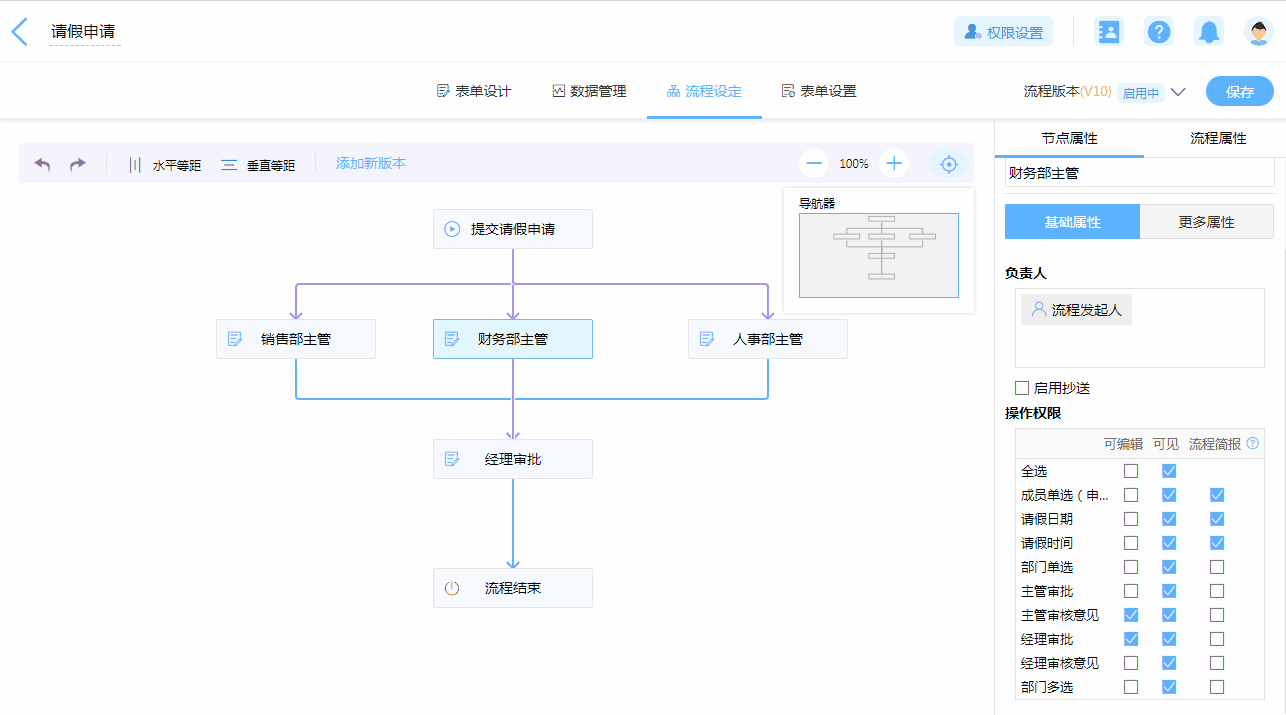 请假申请
权限设置
表单设计
数据管理
流程设定
表单设置
流程版本(V10) 启用中
保存
水平等距
垂直等距
添加新版本
100%
导航器
提交请假申请
销售部主管
财务部主管
人事部主管
经理审批
流程结束
节点属性
流程属性
财务部主管
基础属性
更多属性
负责人
流程发起人
启用抄送
操作权限
可编辑 可见 流程简报
全选
成员单选（申...
请假日期
请假时间
部门单选
主管审批
主管审核意见
经理审批
经理审核意见
部门多选